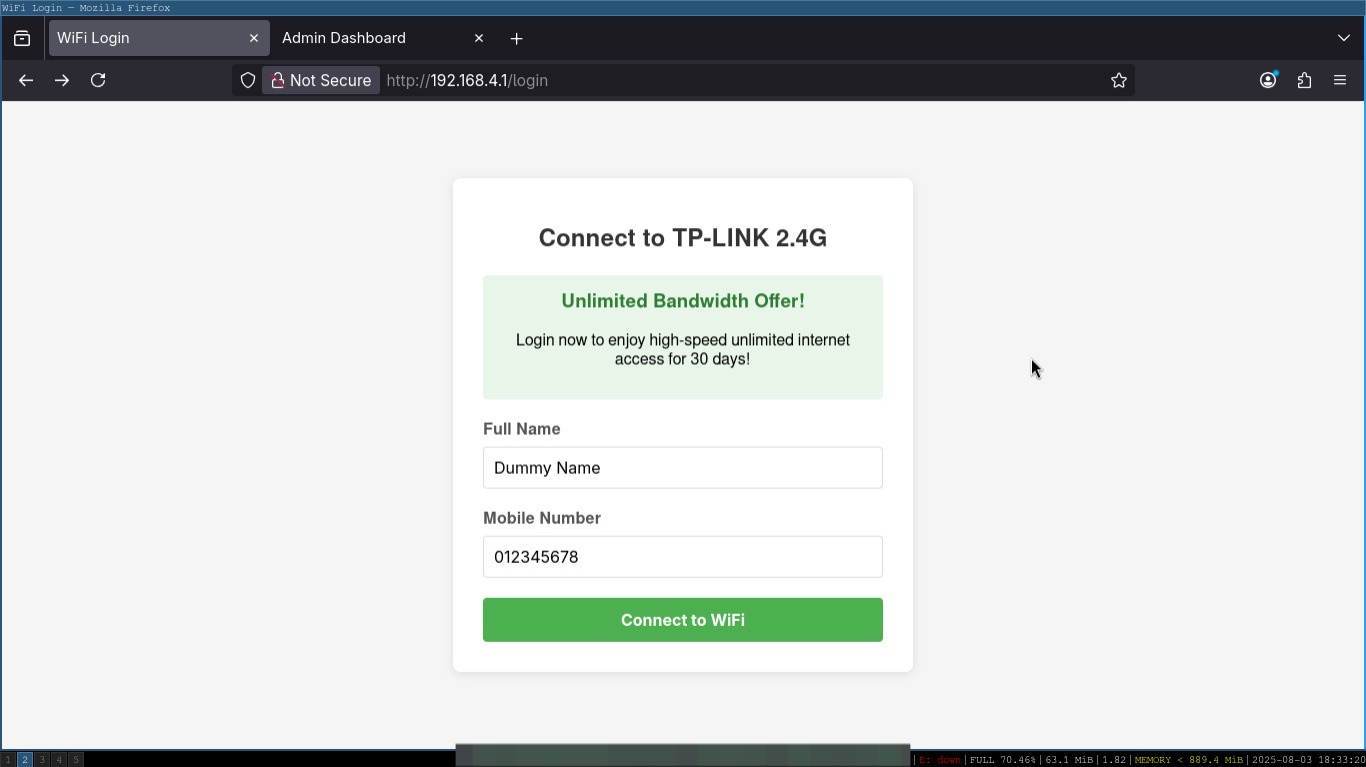 WiFi Login — Mozilla Firefox
WiFi Login
Admin Dashboard
Not Secure
http://192.168.4.1/login
Connect to TP-LINK 2.4G
Unlimited Bandwidth Offer!
Login now to enjoy high-speed unlimited internet
access for 30 days!
Full Name
Dummy Name
Mobile Number
012345678
Connect to WiFi
1 2 3 4 5
E: down|FULL 70.46%|63.1 MiB|1.82|MEMORY < 889.4 MiB|2025-08-03 18:33:20